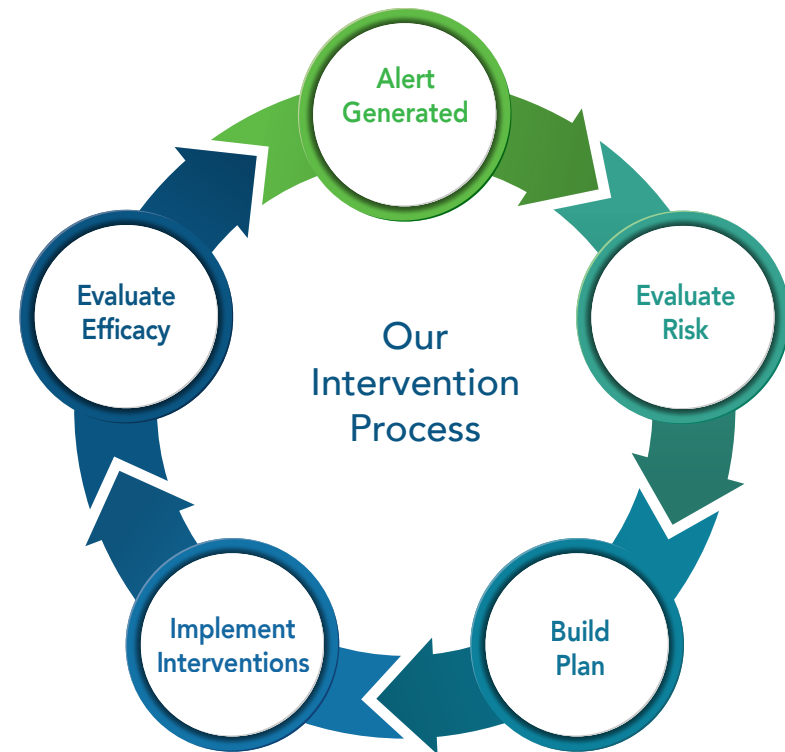 Alert
Generated
Evaluate
Risk
Build
Plan
Implement
Interventions
Evaluate
Efficacy
Our
Intervention
Process